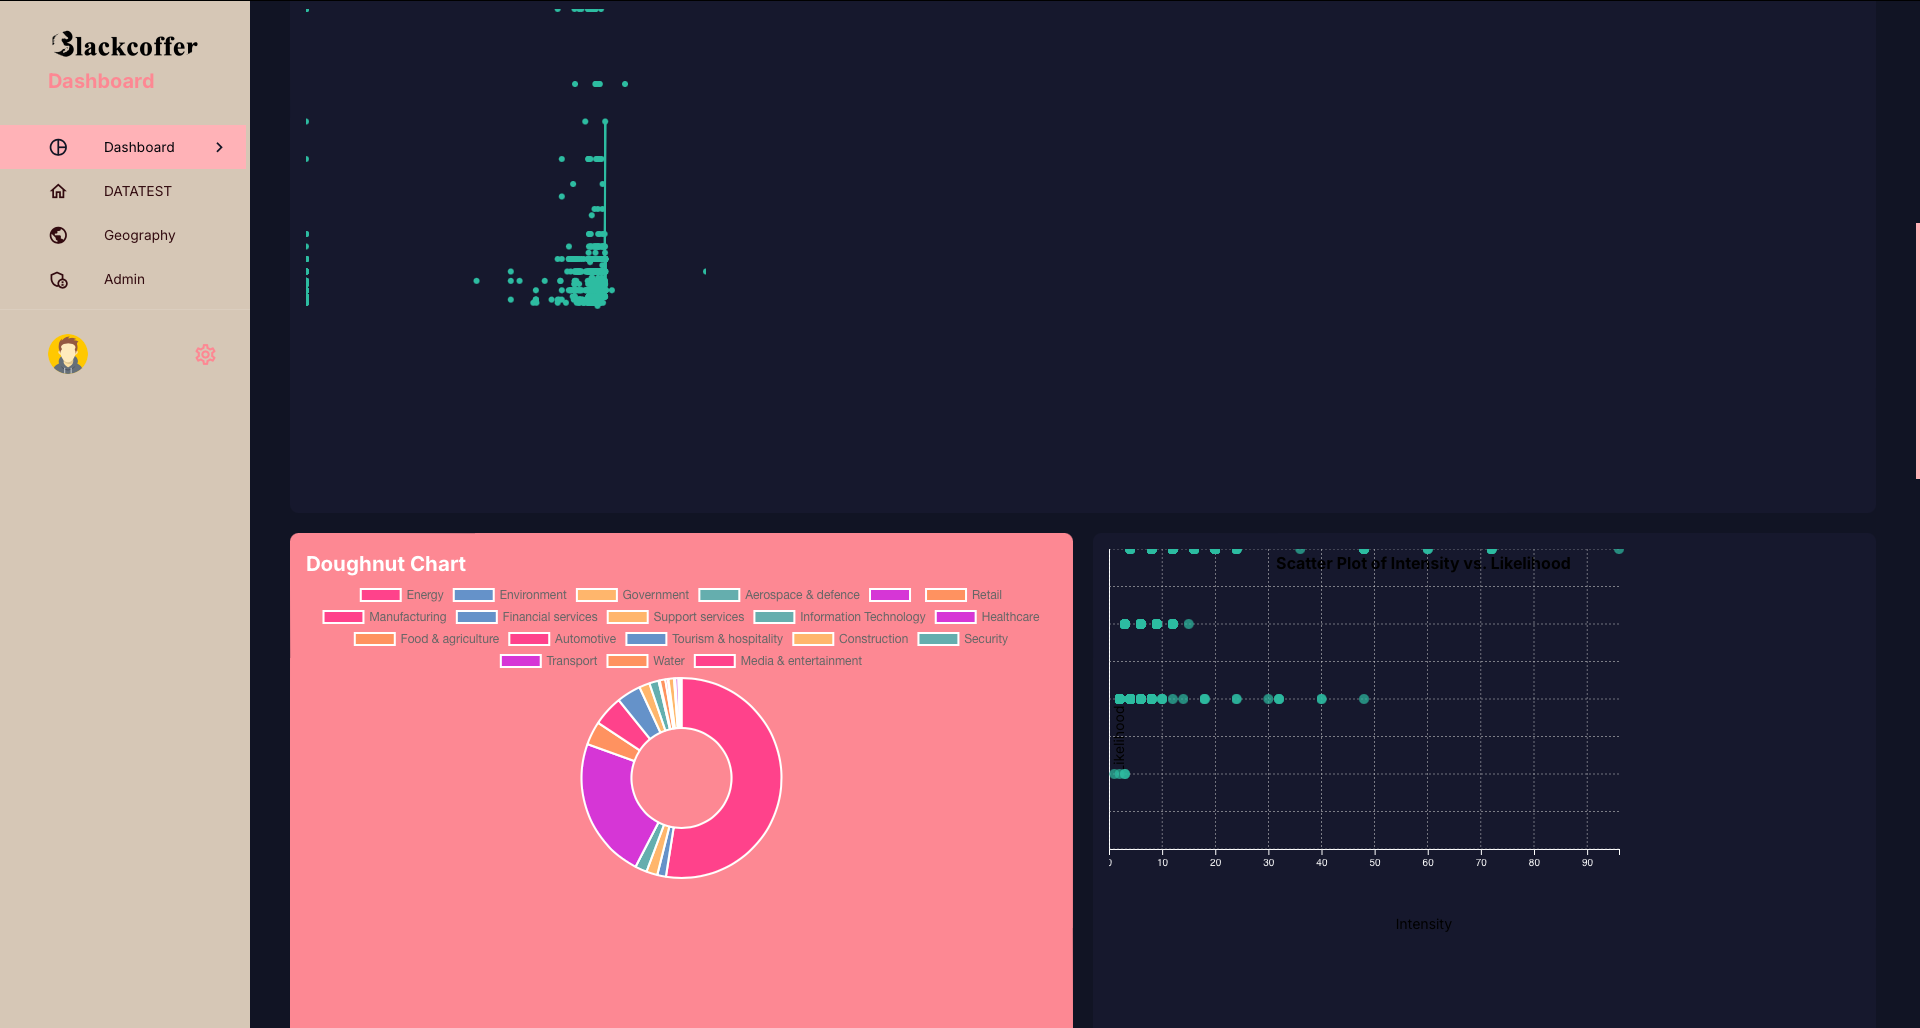 Blackcoffer
Dashboard
Dashboard
DATATEST
Geography
Admin
Doughnut Chart
Energy Environment Government Aerospace & defence Retail
Manufacturing Financial services Support services Information Technology Healthcare
Food & agriculture Automotive Tourism & hospitality Construction Security
Transport Water Media & entertainment
Scatter Plot of Intensity vs. Likelihood
Likelihood
0 10 20 30 40 50 60 70 80 90
Intensity